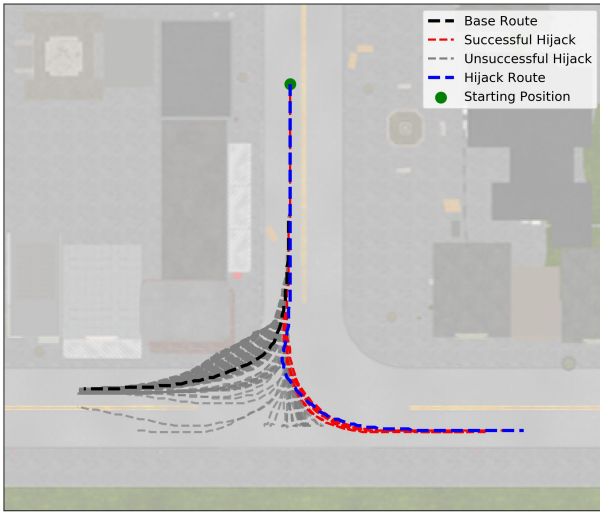 Base Route
Successful Hijack
Unsuccessful Hijack
Hijack Route
Starting Position